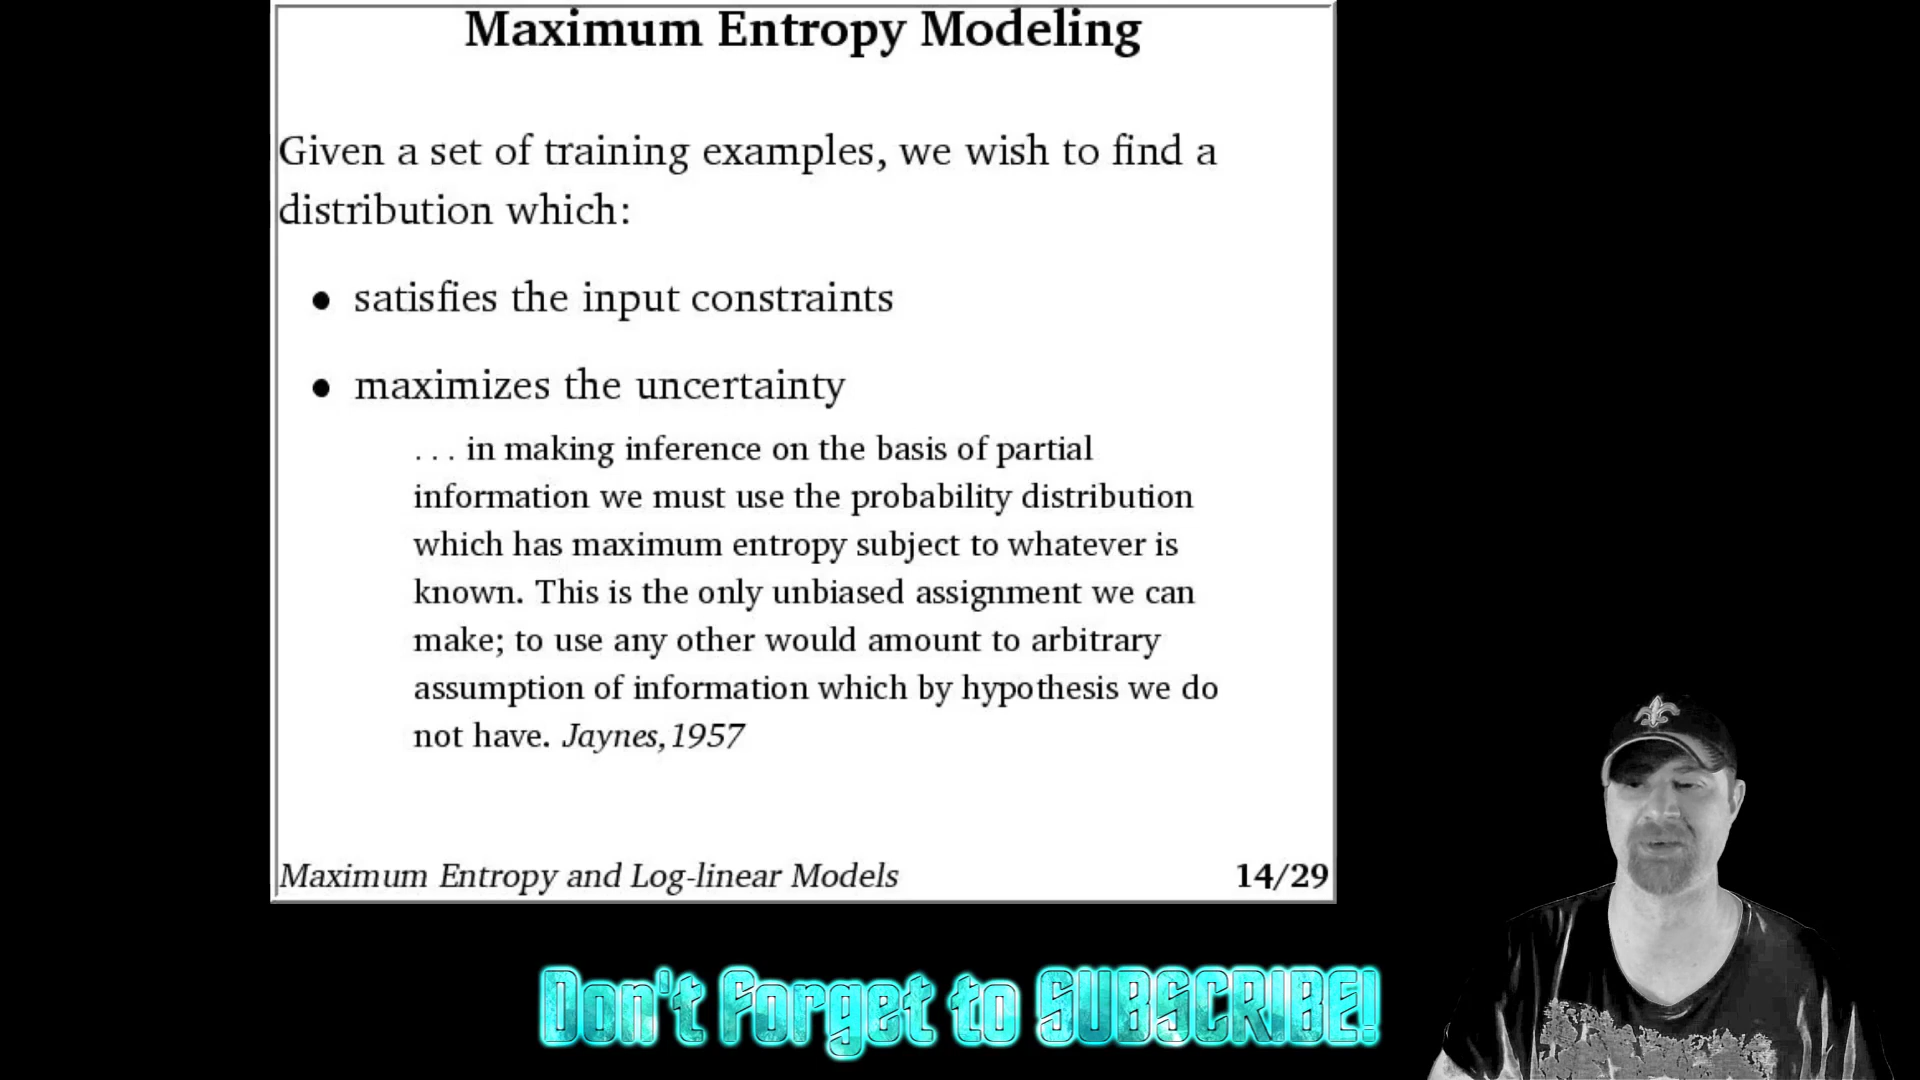 Maximum Entropy Modeling
Given a set of training examples, we wish to find a
distribution which:
• satisfies the input constraints
• maximizes the uncertainty
. . . in making inference on the basis of partial
information we must use the probability distribution
which has maximum entropy subject to whatever is
known. This is the only unbiased assignment we can
make; to use any other would amount to arbitrary
assumption of information which by hypothesis we do
not have. Jaynes,1957
Maximum Entropy and Log-linear Models 14/29
Don't Forget to SUBSCRIBE!